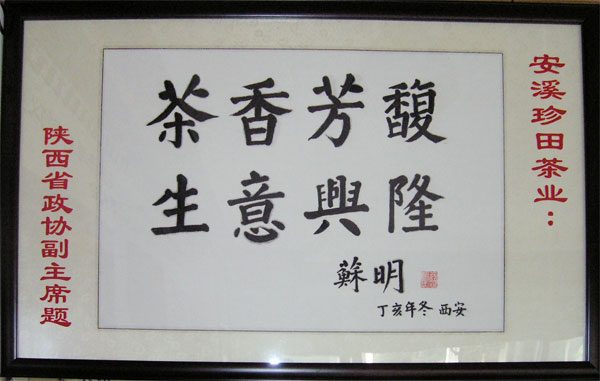 安溪珍田茶业：
茶香芳馥
生意興隆
蘇明
丁亥年冬 西安
陕西省政协副主席题